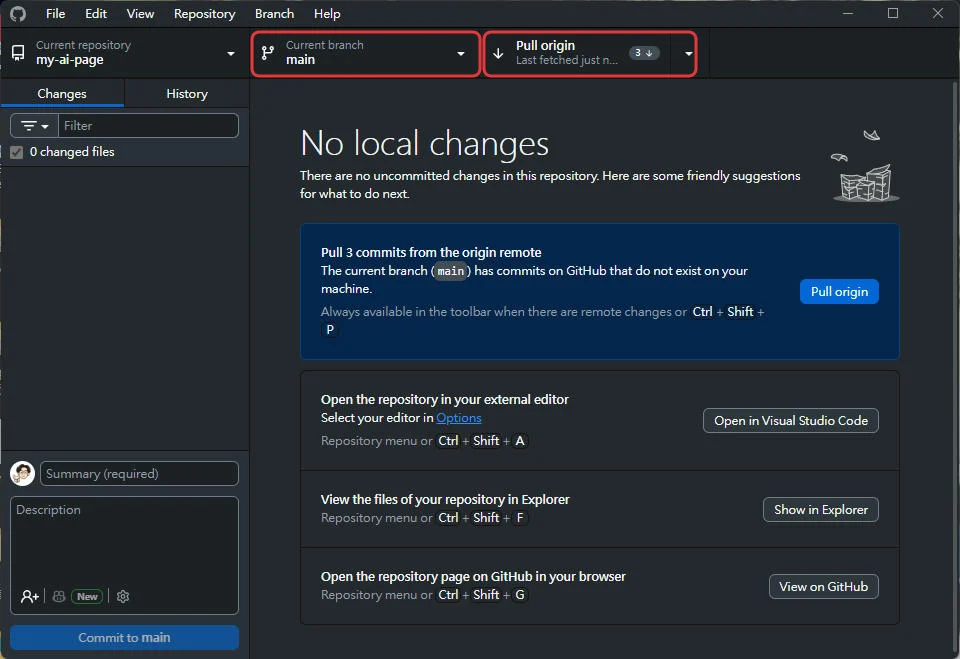 File Edit View Repository Branch Help
Current repository
my-ai-page
Current branch
main
Pull origin
Last fetched just n...
3
Changes History
Filter
0 changed files
No local changes
There are no uncommitted changes in this repository. Here are some friendly suggestions
for what to do next.
Pull 3 commits from the origin remote
The current branch (main) has commits on GitHub that do not exist on your
machine.
Always available in the toolbar when there are remote changes or Ctrl + Shift +
P
Pull origin
Open the repository in your external editor
Select your editor in Options
Repository menu or Ctrl + Shift + A
Open in Visual Studio Code
View the files of your repository in Explorer
Repository menu or Ctrl + Shift + F
Show in Explorer
Open the repository page on GitHub in your browser
Repository menu or Ctrl + Shift + G
View on GitHub
Summary (required)
Description
New
Commit to main